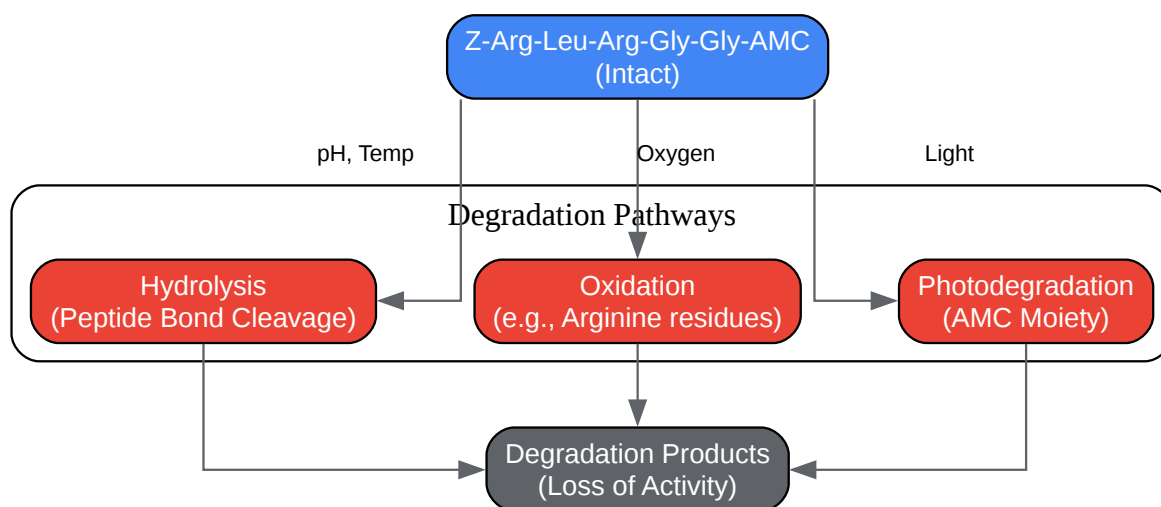 Z-Arg-Leu-Arg-Gly-Gly-AMC
(Intact)
pH, Temp
Oxygen
Light
Degradation Pathways
Hydrolysis
(Peptide Bond Cleavage)
Oxidation
(e.g., Arginine residues)
Photodegradation
(AMC Moiety)
Degradation Products
(Loss of Activity)